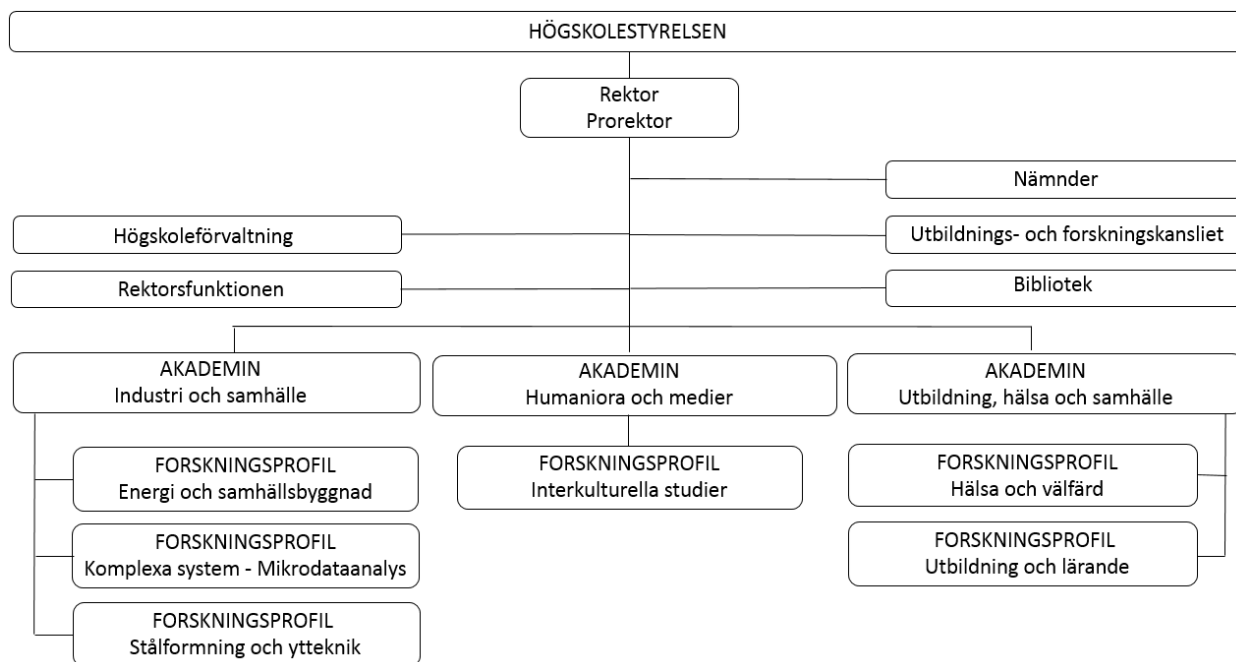 HÖGSKOLESTYRELSEN
Rektor
Prorektor
Nämnder
Högskoleförvaltning
Utbildnings- och forskningskansliet
Rektorsfunktionen
Bibliotek
AKADEMIN
Industri och samhälle
AKADEMIN
Humaniora och medier
AKADEMIN
Utbildning, hälsa och samhälle
FORSKNINGSPROFIL
Energi och samhällsbyggnad
FORSKNINGSPROFIL
Komplexa system - Mikrodataanalys
FORSKNINGSPROFIL
Stålformning och ytteknik
FORSKNINGSPROFIL
Interkulturella studier
FORSKNINGSPROFIL
Hälsa och välfärd
FORSKNINGSPROFIL
Utbildning och lärande